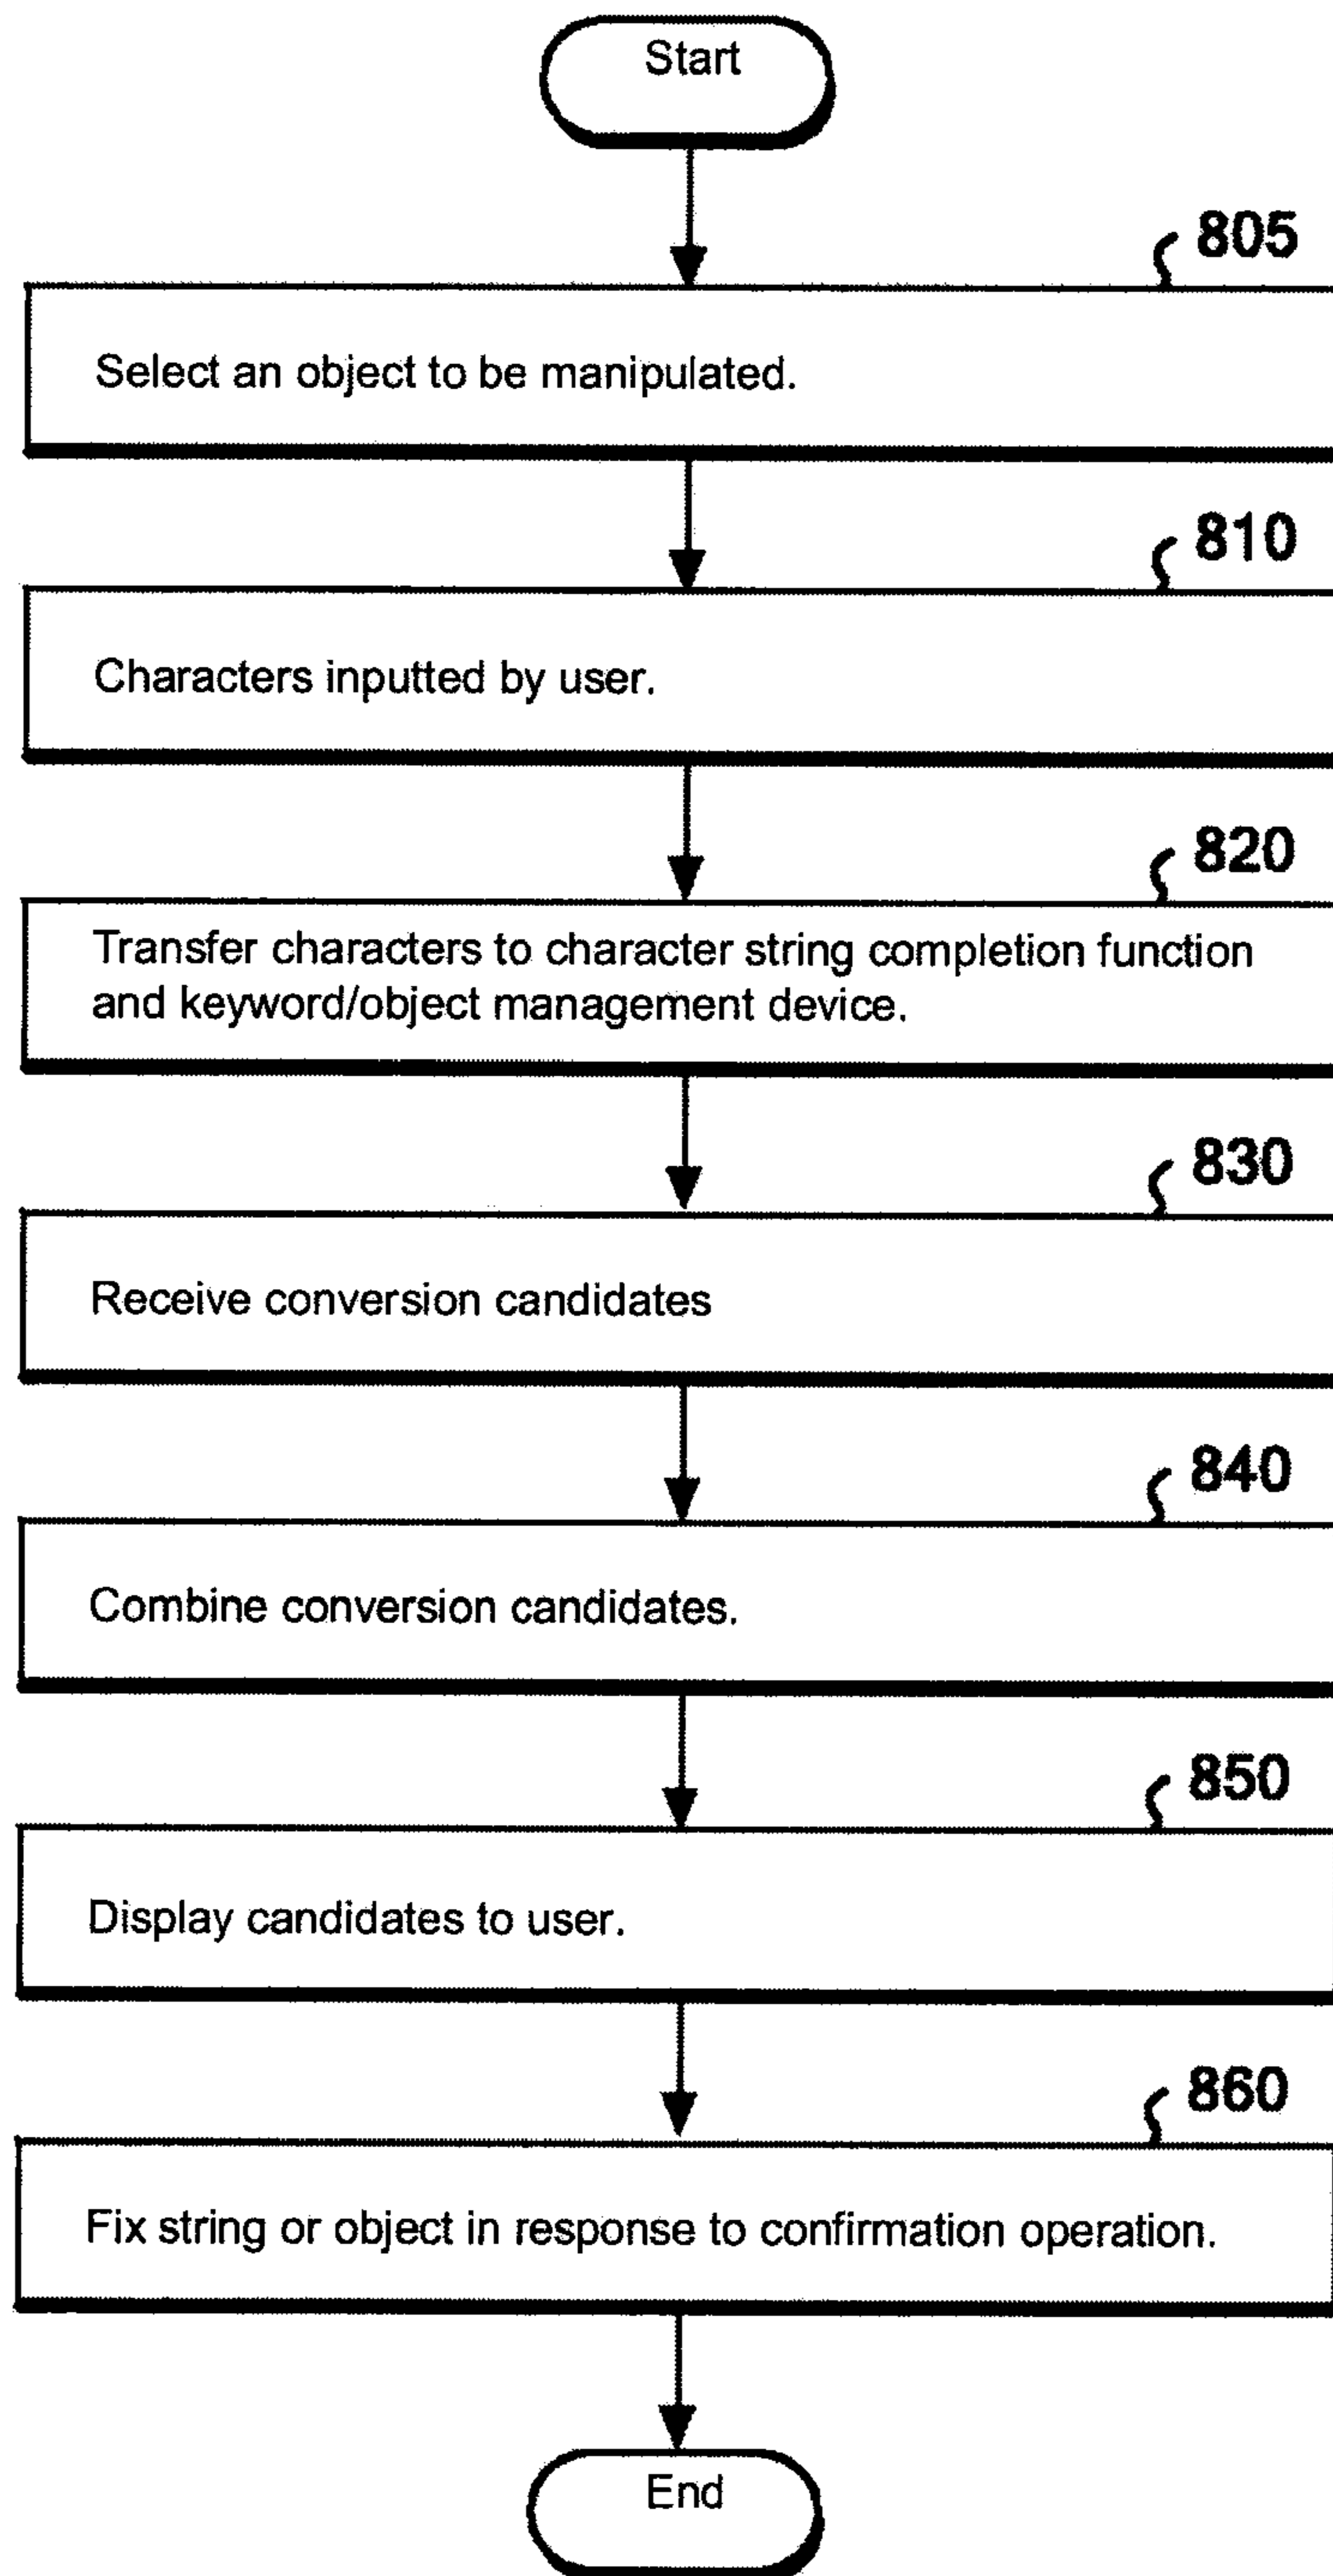 Start
805
Select an object to be manipulated.
810
Characters inputted by user.
820
Transfer characters to character string completion function
and keyword/object management device.
830
Receive conversion candidates
840
Combine conversion candidates.
850
Display candidates to user.
860
Fix string or object in response to confirmation operation.
End